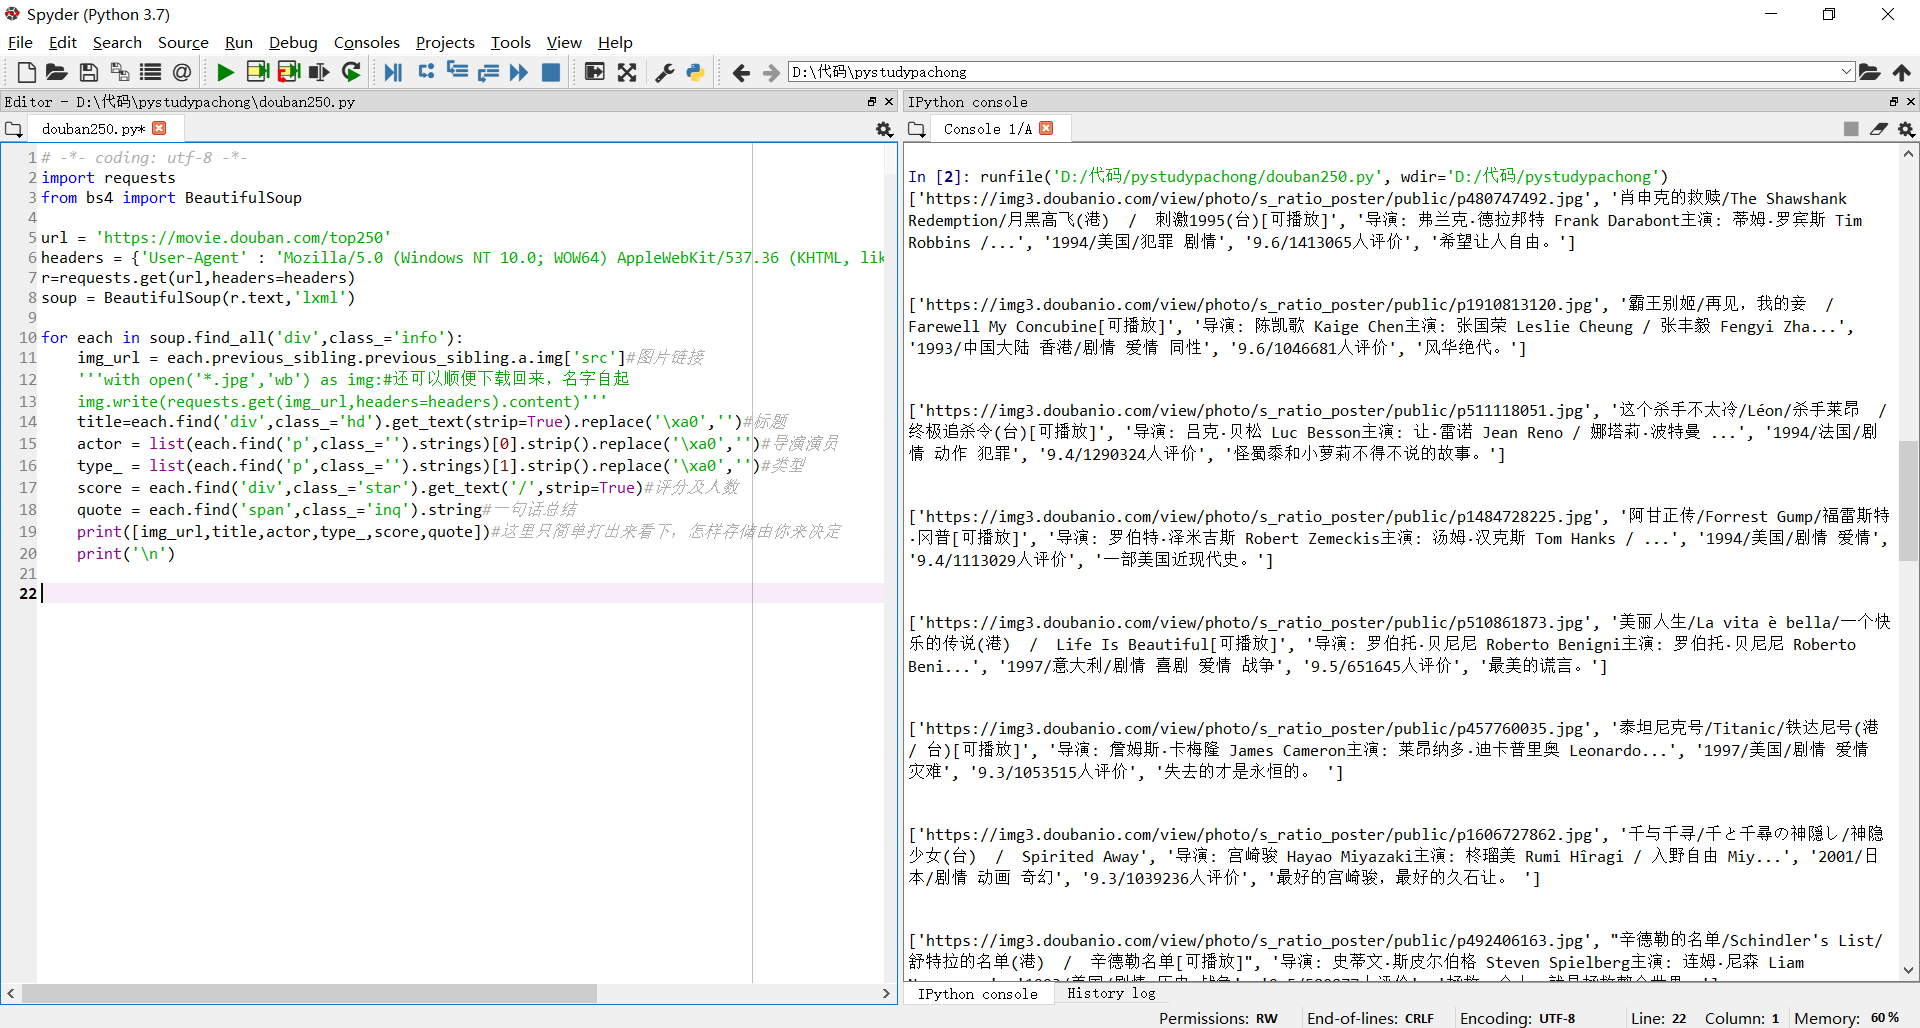 Spyder (Python 3.7)
File Edit Search Source Run Debug Consoles Projects Tools View Help
D:\代码\pystudypachong
Editor - D:\代码\pystudypachong\douban250.py
douban250.py*
1 # -*- coding: utf-8 -*-
2 import requests
3 from bs4 import BeautifulSoup
4
5 url = 'https://movie.douban.com/top250'
6 headers = {'User-Agent' : 'Mozilla/5.0 (Windows NT 10.0; WOW64) AppleWebKit/537.36 (KHTML, lik
7 r=requests.get(url,headers=headers)
8 soup = BeautifulSoup(r.text,'lxml')
9
10 for each in soup.find_all('div',class_='info'):
11 img_url = each.previous_sibling.previous_sibling.a.img['src']#图片链接
12 '''with open('*.jpg','wb') as img:#还可以顺便下载回来，名字自起
13 img.write(requests.get(img_url,headers=headers).content)'''
14 title=each.find('div',class_='hd').get_text(strip=True).replace('\xa0','')#标题
15 actor = list(each.find('p',class_='').strings)[0].strip().replace('\xa0','')#导演演员
16 type_ = list(each.find('p',class_='').strings)[1].strip().replace('\xa0','')#类型
17 score = each.find('div',class_='star').get_text('/',strip=True)#评分及人数
18 quote = each.find('span',class_='inq').string#一句话总结
19 print([img_url,title,actor,type_,score,quote])#这里只简单打出来看下，怎样存储由你来决定
20 print('\n')
21
22
IPython console
Console 1/A
In [2]: runfile('D:/代码/pystudypachong/douban250.py', wdir='D:/代码/pystudypachong')
['https://img3.doubanio.com/view/photo/s_ratio_poster/public/p480747492.jpg', '肖申克的救赎/The Shawshank
Redemption/月黑高飞(港) / 刺激1995(台)[可播放]', '导演: 弗兰克·德拉邦特 Frank Darabont主演: 蒂姆·罗宾斯 Tim
Robbins /...', '1994/美国/犯罪 剧情', '9.6/1413065人评价', '希望让人自由。']
['https://img3.doubanio.com/view/photo/s_ratio_poster/public/p1910813120.jpg', '霸王别姬/再见，我的妾 /
Farewell My Concubine[可播放]', '导演: 陈凯歌 Kaige Chen主演: 张国荣 Leslie Cheung / 张丰毅 Fengyi Zha...',
'1993/中国大陆 香港/剧情 爱情 同性', '9.6/1046681人评价', '风华绝代。']
['https://img3.doubanio.com/view/photo/s_ratio_poster/public/p511118051.jpg', '这个杀手不太冷/Léon/杀手莱昂 /
终极追杀令(台)[可播放]', '导演: 吕克·贝松 Luc Besson主演: 让·雷诺 Jean Reno / 娜塔莉·波特曼 ...', '1994/法国/剧
情 动作 犯罪', '9.4/1290324人评价', '怪蜀黍和小萝莉不得不说的故事。']
['https://img3.doubanio.com/view/photo/s_ratio_poster/public/p1484728225.jpg', '阿甘正传/Forrest Gump/福雷斯特
·冈普[可播放]', '导演: 罗伯特·泽米吉斯 Robert Zemeckis主演: 汤姆·汉克斯 Tom Hanks / ...', '1994/美国/剧情 爱情',
'9.4/1113029人评价', '一部美国近现代史。']
['https://img3.doubanio.com/view/photo/s_ratio_poster/public/p510861873.jpg', '美丽人生/La vita è bella/一个快
乐的传说(港) / Life Is Beautiful[可播放]', '导演: 罗伯托·贝尼尼 Roberto Benigni主演: 罗伯托·贝尼尼 Roberto
Beni...', '1997/意大利/剧情 喜剧 爱情 战争', '9.5/651645人评价', '最美的谎言。']
['https://img3.doubanio.com/view/photo/s_ratio_poster/public/p457760035.jpg', '泰坦尼克号/Titanic/铁达尼号(港
/ 台)[可播放]', '导演: 詹姆斯·卡梅隆 James Cameron主演: 莱昂纳多·迪卡普里奥 Leonardo...', '1997/美国/剧情 爱情
灾难', '9.3/1053515人评价', '失去的才是永恒的。 ']
['https://img3.doubanio.com/view/photo/s_ratio_poster/public/p1606727862.jpg', '千与千寻/千と千尋の神隠し/神隐
少女(台) / Spirited Away', '导演: 宫崎骏 Hayao Miyazaki主演: 柊瑠美 Rumi Hiragi / 入野自由 Miy...', '2001/日
本/剧情 动画 奇幻', '9.3/1039236人评价', '最好的宫崎骏，最好的久石让。 ']
['https://img3.doubanio.com/view/photo/s_ratio_poster/public/p492406163.jpg', "辛德勒的名单/Schindler's List/
舒特拉的名单(港) / 辛德勒名单[可播放]", '导演: 史蒂文·斯皮尔伯格 Steven Spielberg主演: 连姆·尼森 Liam
IPython console History log
Permissions: RW End-of-lines: CRLF Encoding: UTF-8 Line: 22 Column: 1 Memory: 60 %